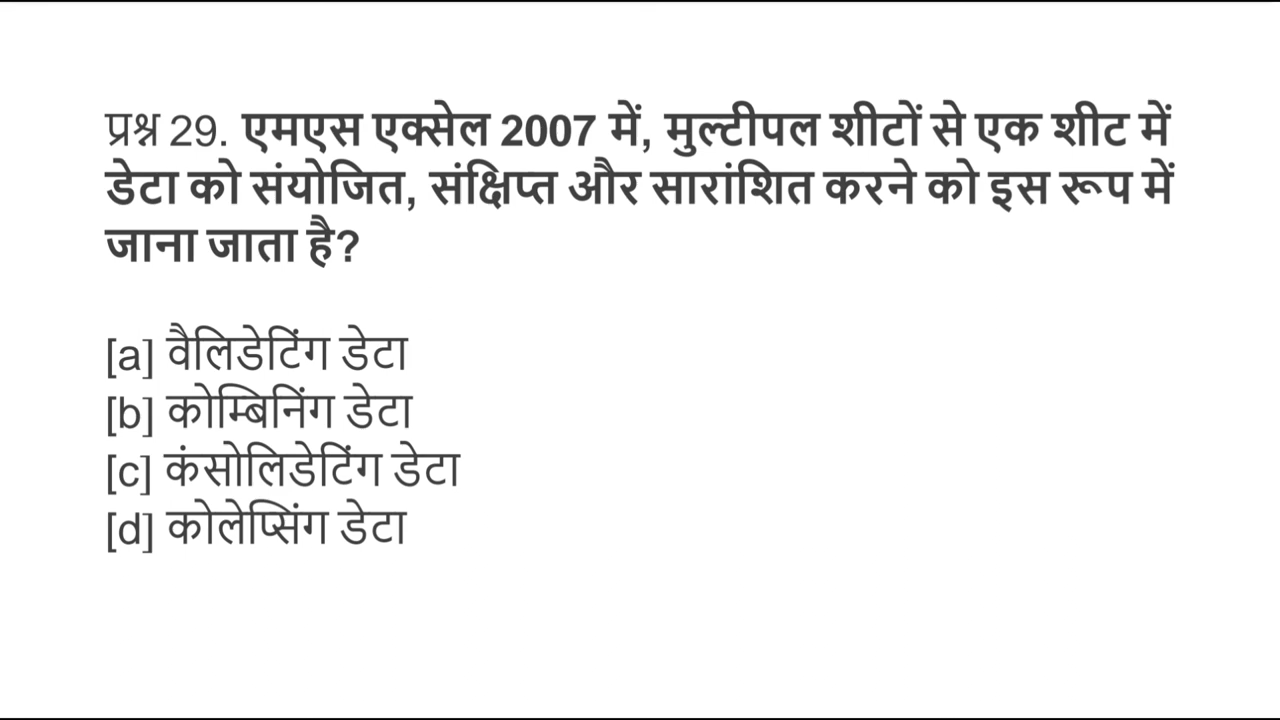 प्रश्न 29. एमएस एक्सेल 2007 में, मुल्टीपल शीटों से एक शीट में
डेटा को संयोजित, संक्षिप्त और सारांशित करने को इस रूप में
जाना जाता है?
[a] वैलिडेटिंग डेटा
[b] कोम्बिनिंग डेटा
[c] कंसोलिडेटिंग डेटा
[d] कोलेप्सिंग डेटा